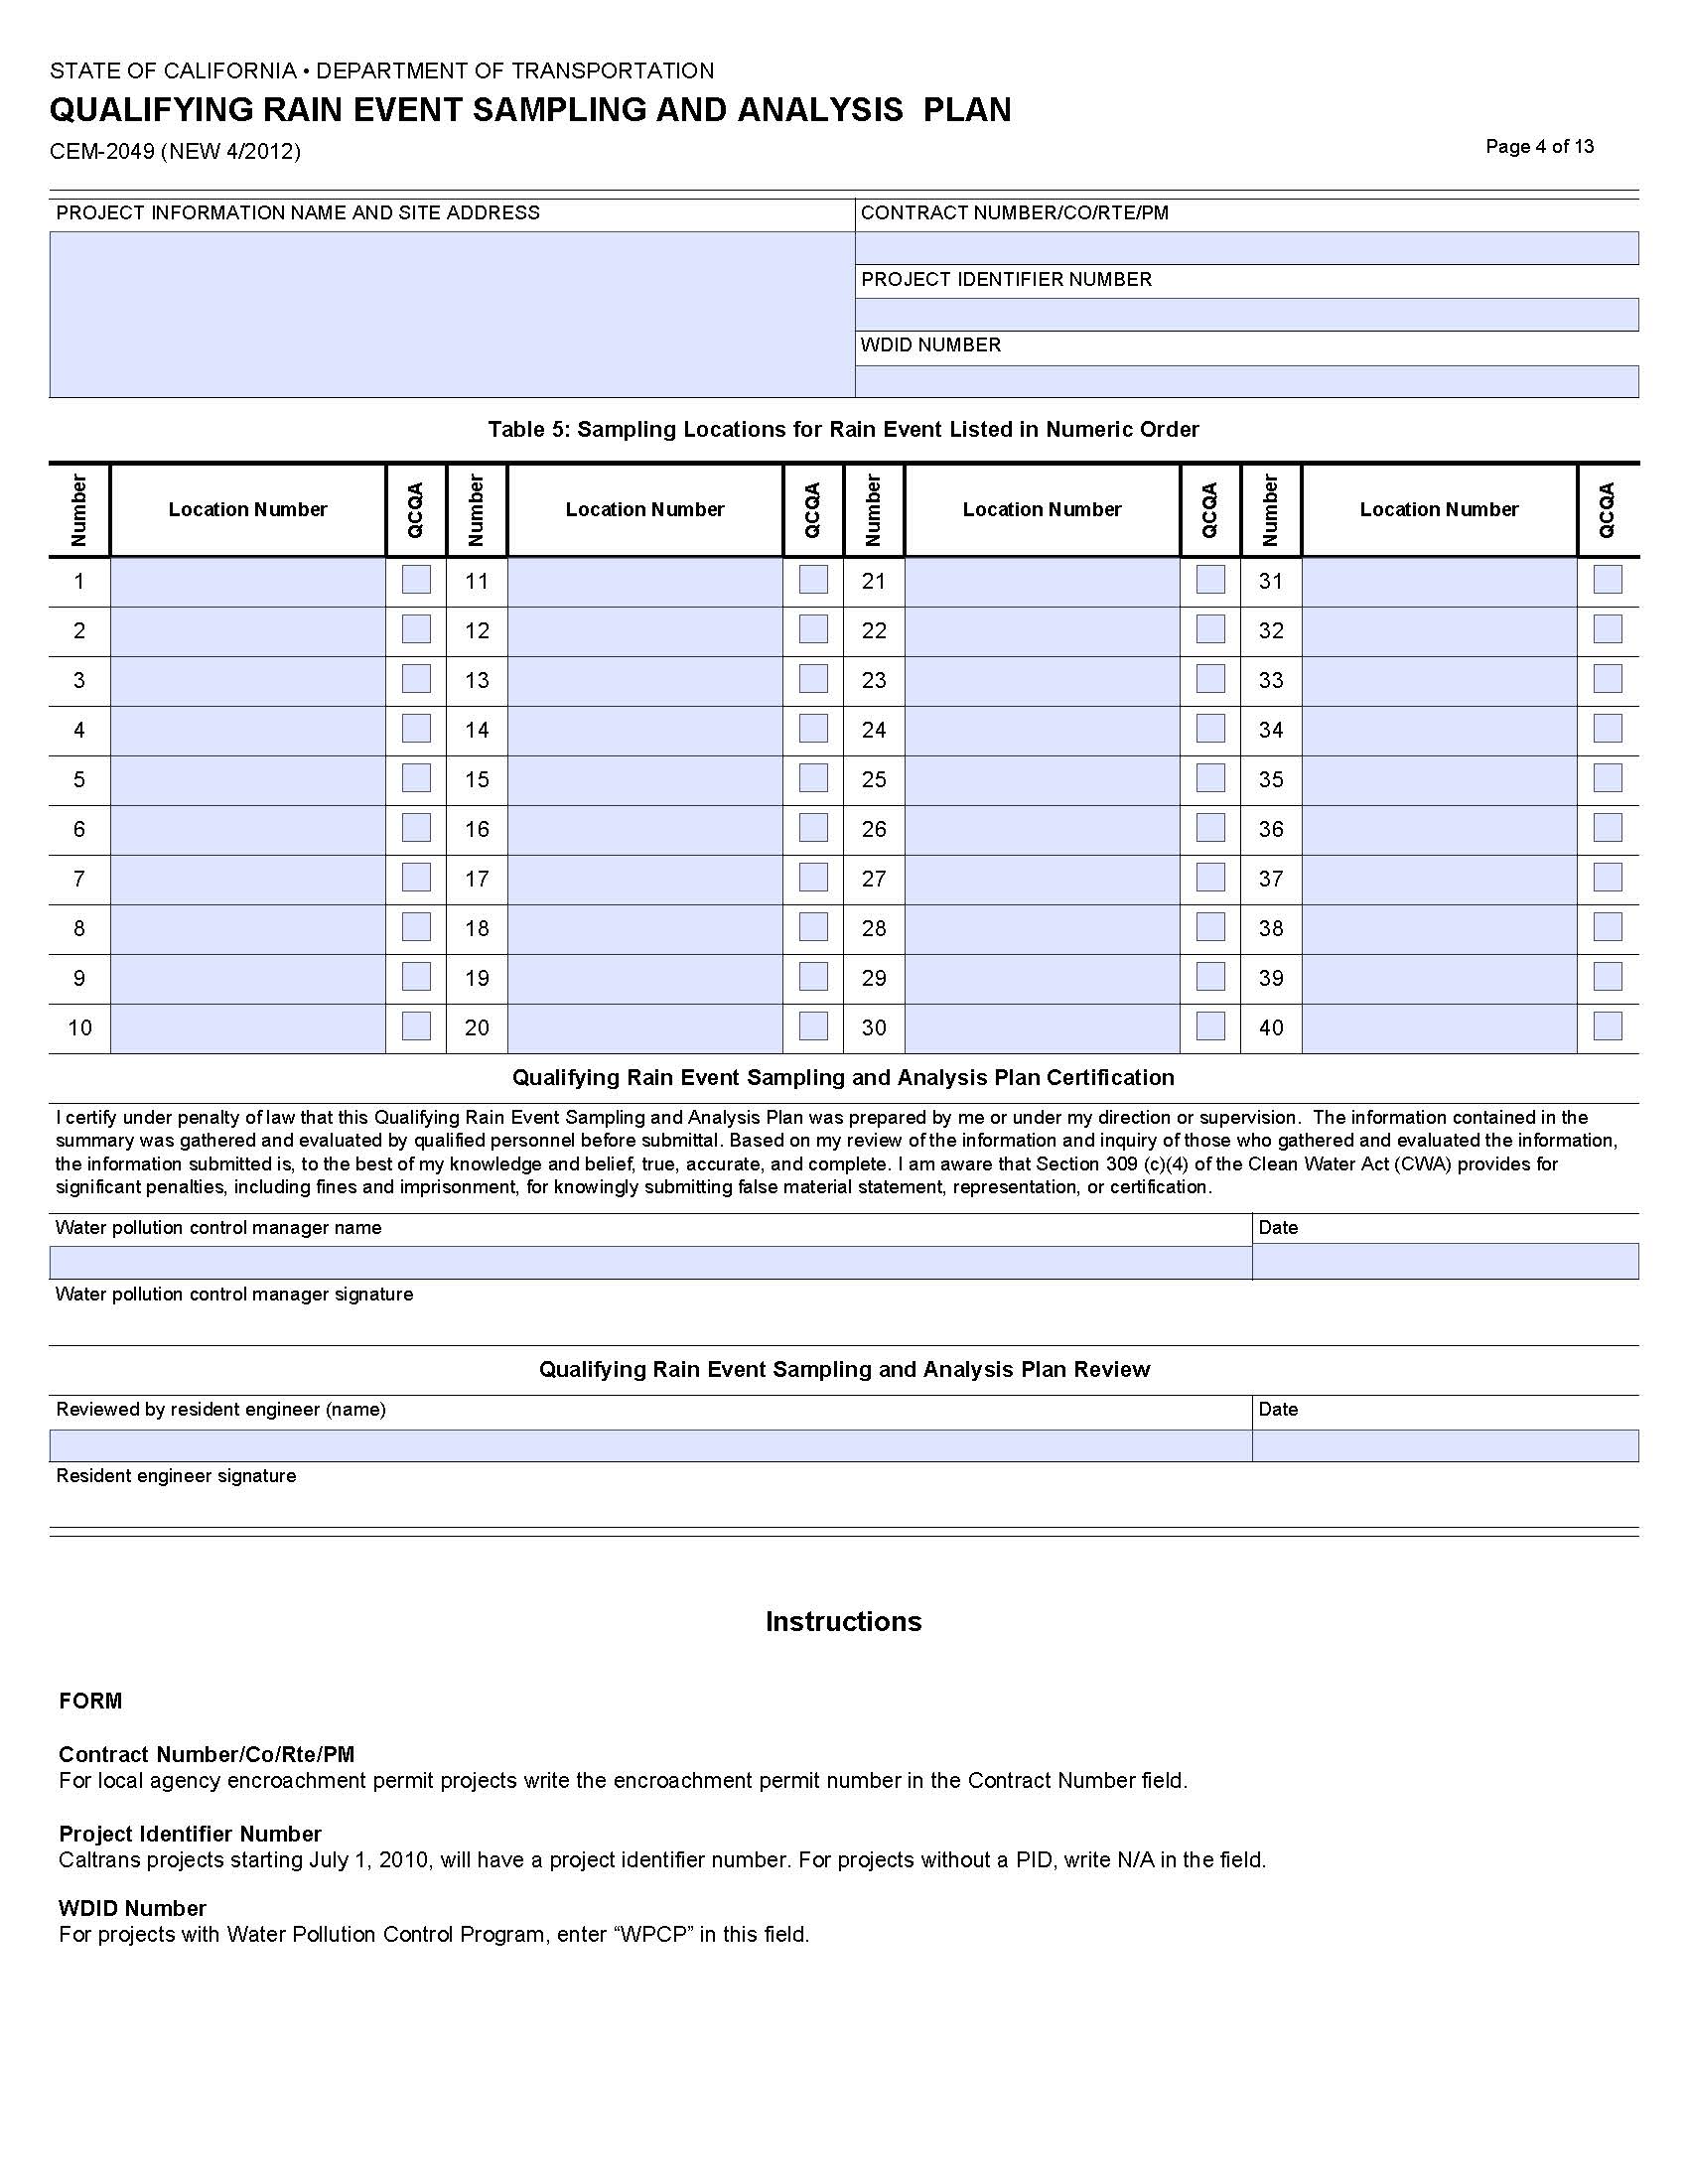 STATE OF CALIFORNIA • DEPARTMENT OF TRANSPORTATION
QUALIFYING RAIN EVENT SAMPLING AND ANALYSIS PLAN
CEM-2049 (NEW 4/2012)
Page 4 of 13
PROJECT INFORMATION NAME AND SITE ADDRESS
CONTRACT NUMBER/CO/RTE/PM
PROJECT IDENTIFIER NUMBER
WDID NUMBER
Table 5: Sampling Locations for Rain Event Listed in Numeric Order
Number Location Number QCQA Number Location Number QCQA Number Location Number QCQA Number Location Number QCQA
1 11 21 31
2 12 22 32
3 13 23 33
4 14 24 34
5 15 25 35
6 16 26 36
7 17 27 37
8 18 28 38
9 19 29 39
10 20 30 40
Qualifying Rain Event Sampling and Analysis Plan Certification
I certify under penalty of law that this Qualifying Rain Event Sampling and Analysis Plan was prepared by me or under my direction or supervision. The information contained in the
summary was gathered and evaluated by qualified personnel before submittal. Based on my review of the information and inquiry of those who gathered and evaluated the information,
the information submitted is, to the best of my knowledge and belief, true, accurate, and complete. I am aware that Section 309 (c)(4) of the Clean Water Act (CWA) provides for
significant penalties, including fines and imprisonment, for knowingly submitting false material statement, representation, or certification.
Water pollution control manager name
Date
Water pollution control manager signature
Qualifying Rain Event Sampling and Analysis Plan Review
Reviewed by resident engineer (name)
Date
Resident engineer signature
Instructions
FORM
Contract Number/Co/Rte/PM
For local agency encroachment permit projects write the encroachment permit number in the Contract Number field.
Project Identifier Number
Caltrans projects starting July 1, 2010, will have a project identifier number. For projects without a PID, write N/A in the field.
WDID Number
For projects with Water Pollution Control Program, enter “WPCP” in this field.